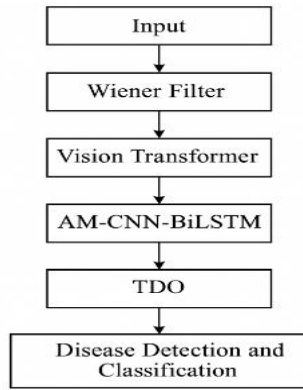 Input
Wiener Filter
Vision Transformer
AM-CNN-BiLSTM
TDO
Disease Detection and
Classification